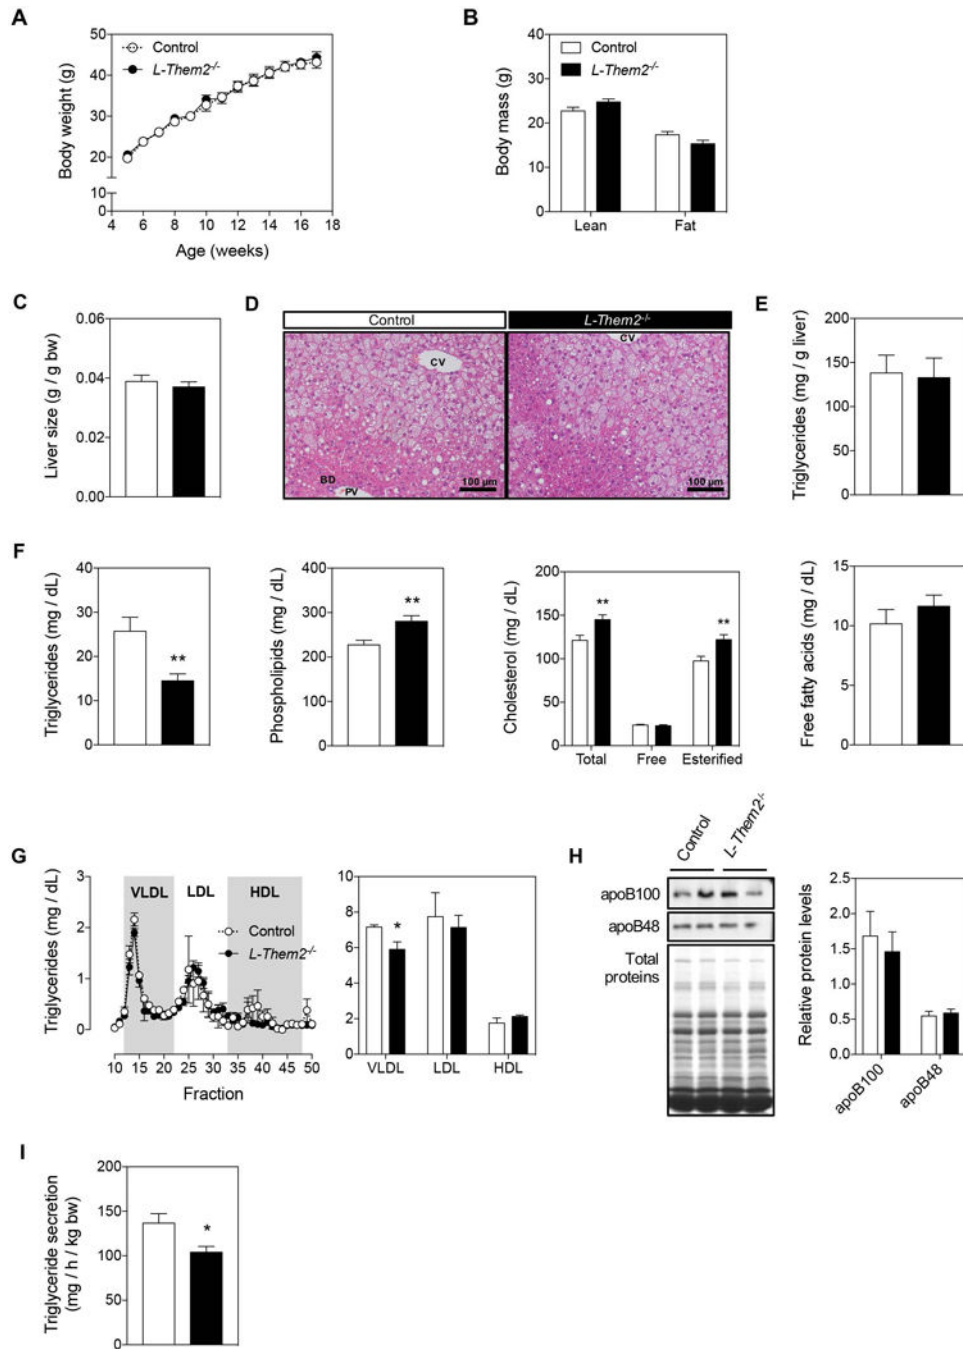 A
Body weight (g)
50
40
30
20
10
0
Control
L-Them2-/-
4 6 8 10 12 14 16 18
Age (weeks)
B
Body mass (g)
40
30
20
10
0
Control
L-Them2-/-
Lean Fat
C
Liver size (g / g bw)
0.06
0.04
0.02
0.00
D
Control L-Them2-/-
CV
BD
PV
100 µm
CV
100 µm
E
Triglycerides (mg / g liver)
200
150
100
50
0
F
Triglycerides (mg / dL)
40
30
20
10
0
**
Phospholipids (mg / dL)
400
300
200
100
0
**
Cholesterol (mg / dL)
200
150
100
50
0
**
**
Total Free Esterified
Free fatty acids (mg / dL)
15
10
5
0
G
Triglycerides (mg / dL)
3
2
1
0
VLDL LDL HDL
Control
L-Them2-/-
10 15 20 25 30 35 40 45 50
Fraction
10
8
6
4
2
0
*
VLDL LDL HDL
H
Control L-Them2-/-
apoB100
apoB48
Total
proteins
Relative protein levels
2.5
2.0
1.5
1.0
0.5
0.0
apoB100 apoB48
I
Triglyceride secretion
(mg / h / kg bw)
200
150
100
50
0
*